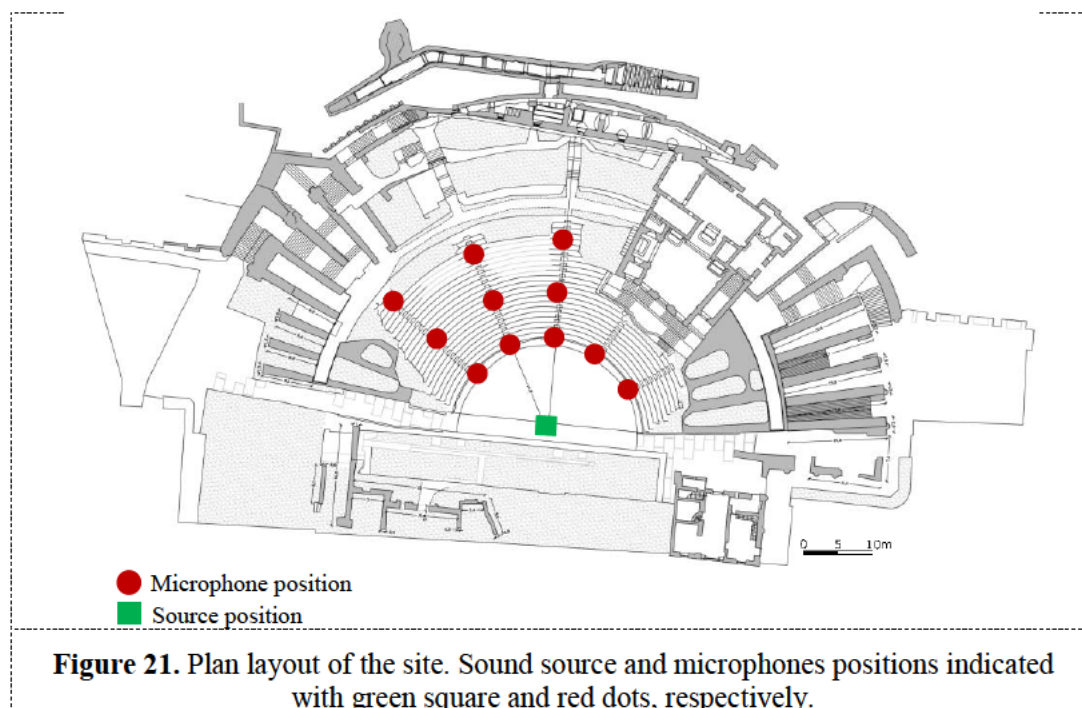 0 5 10m
Microphone position
Source position
Figure 21. Plan layout of the site. Sound source and microphones positions indicated
with green square and red dots, respectively.